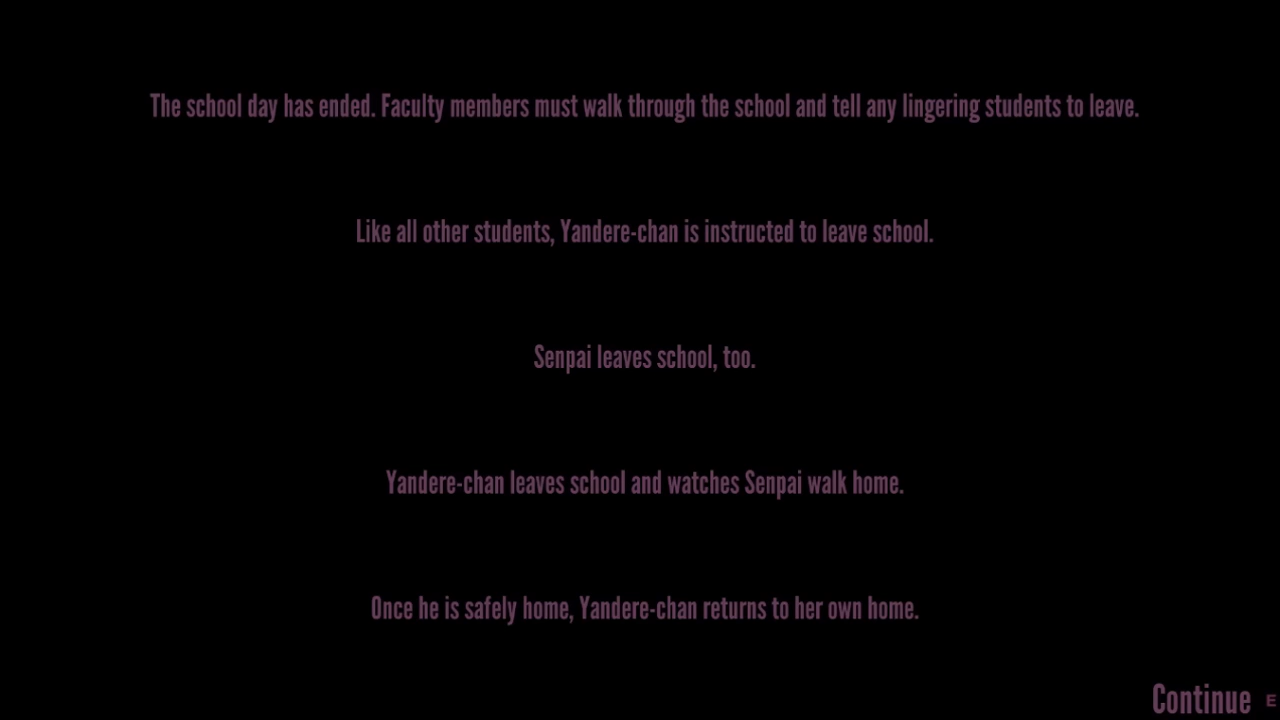 The school day has ended. Faculty members must walk through the school and tell any lingering students to leave.
Like all other students, Yandere-chan is instructed to leave school.
Senpai leaves school, too.
Yandere-chan leaves school and watches Senpai walk home.
Once he is safely home, Yandere-chan returns to her own home.
Continue E